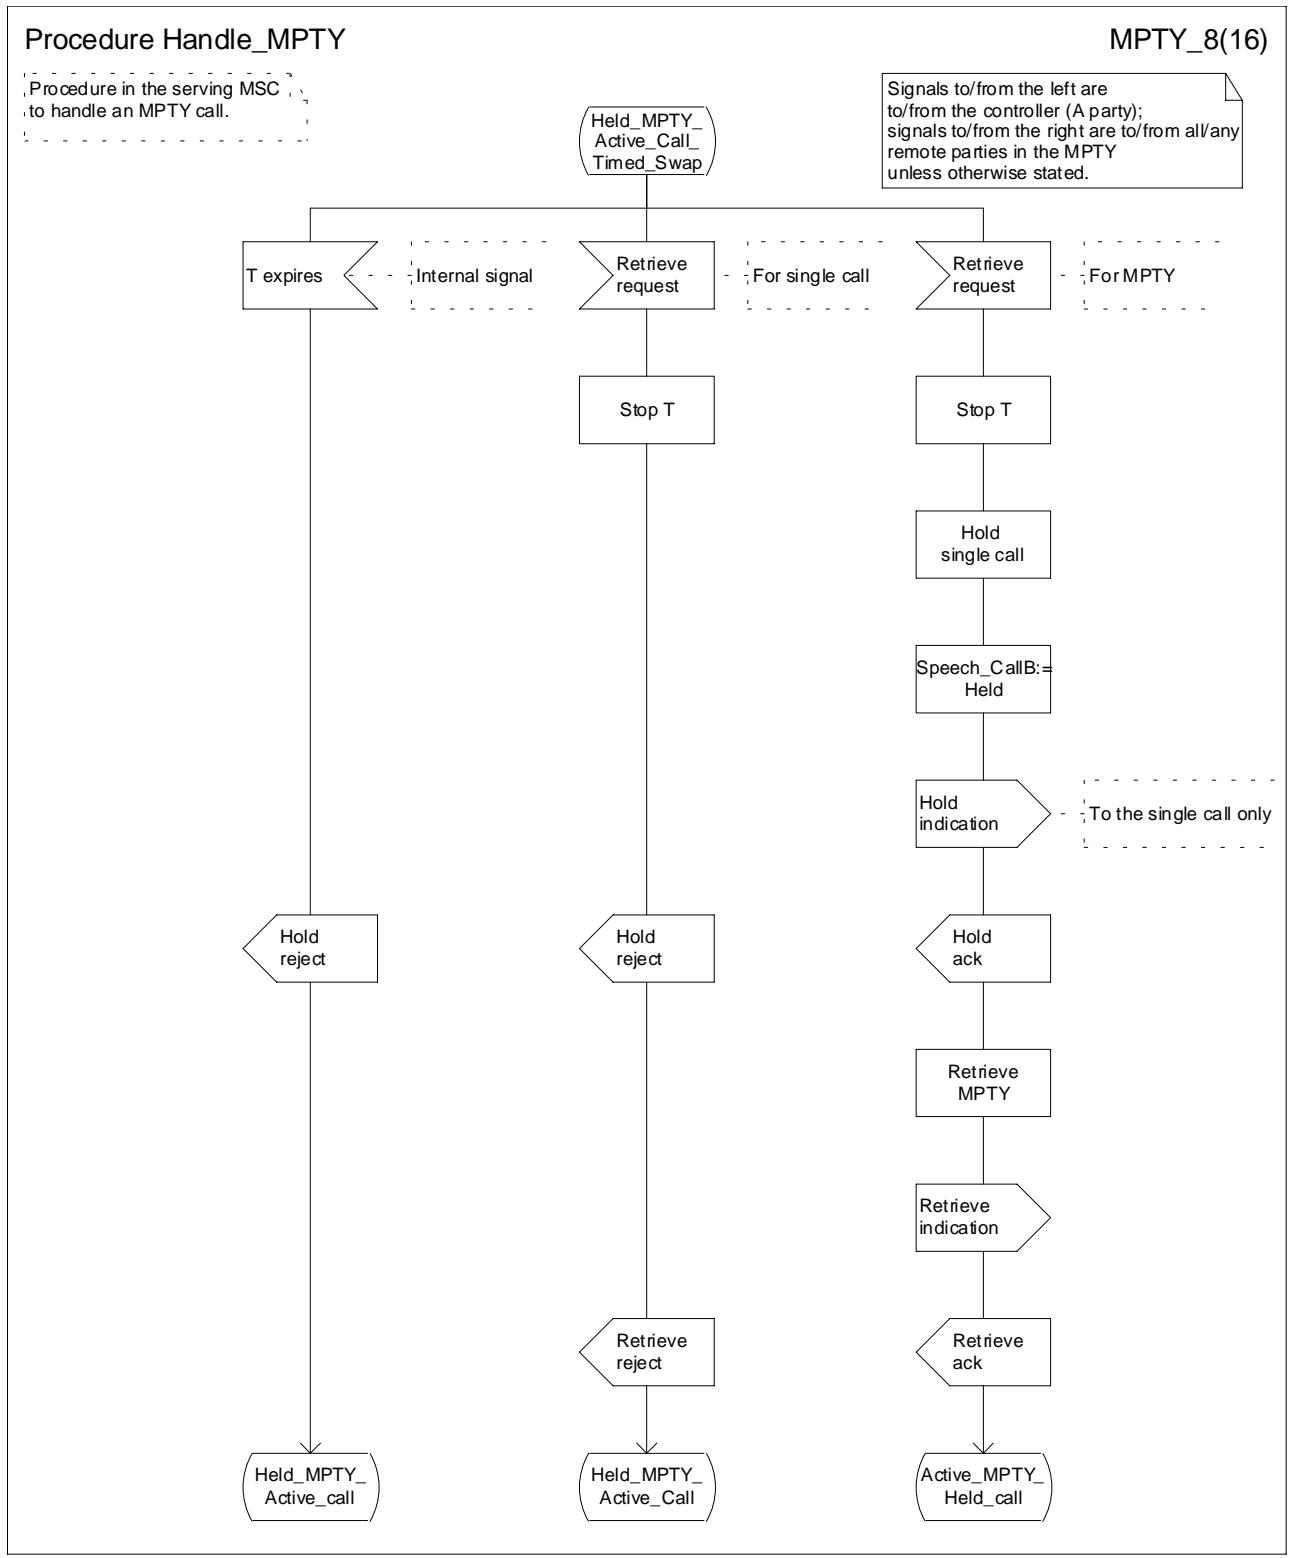 Procedure Handle_MPTY
MPTY_8(16)
Procedure in the serving MSC
to handle an MPTY call.
Signals to/from the left are
to/from the controller (A party);
signals to/from the right are to/from all/any
remote parties in the MPTY
unless otherwise stated.
Held_MPTY_
Active_Call_
Timed_Swap
T expires
Internal signal
Retrieve
request
For single call
Retrieve
request
For MPTY
Stop T
Stop T
Hold
single call
Speech_CallB:=
Held
Hold
indication
To the single call only
Hold
reject
Hold
reject
Hold
ack
Retrieve
MPTY
Retrieve
indication
Retrieve
reject
Retrieve
ack
Held_MPTY_
Active_call
Held_MPTY_
Active_Call
Active_MPTY_
Held_call